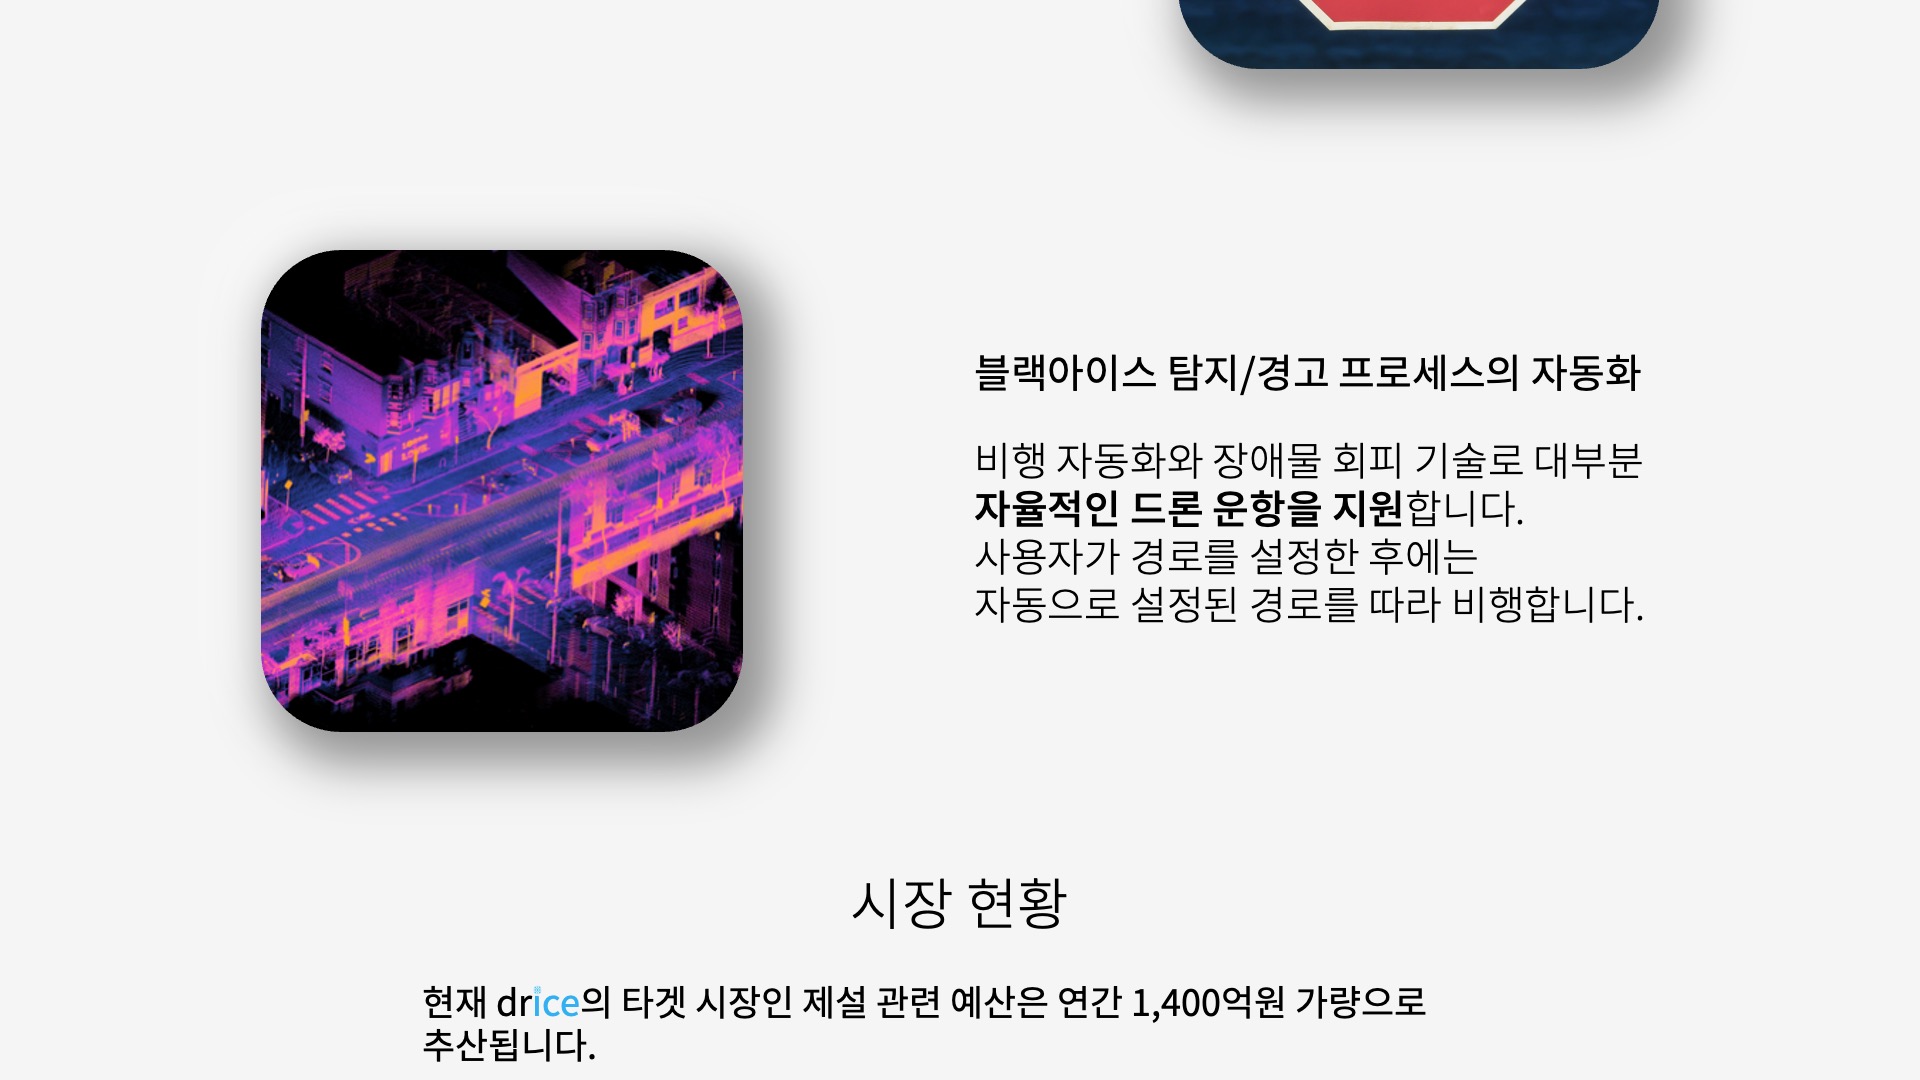 블랙아이스 탐지/경고 프로세스의 자동화
비행 자동화와 장애물 회피 기술로 대부분
자율적인 드론 운항을 지원합니다.
사용자가 경로를 설정한 후에는
자동으로 설정된 경로를 따라 비행합니다.
시장 현황
현재 drice의 타겟 시장인 제설 관련 예산은 연간 1,400억원 가량으로
추산됩니다.